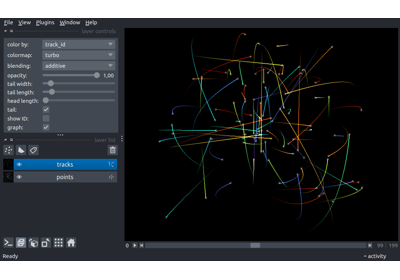 File View Plugins Window Help
layer controls
color by: track_id
colormap: turbo
blending: additive
opacity: 1,00
tail width:
tail length:
head length:
tail:
show ID:
graph:
layer list
tracks
points
0 99 199
Ready activity